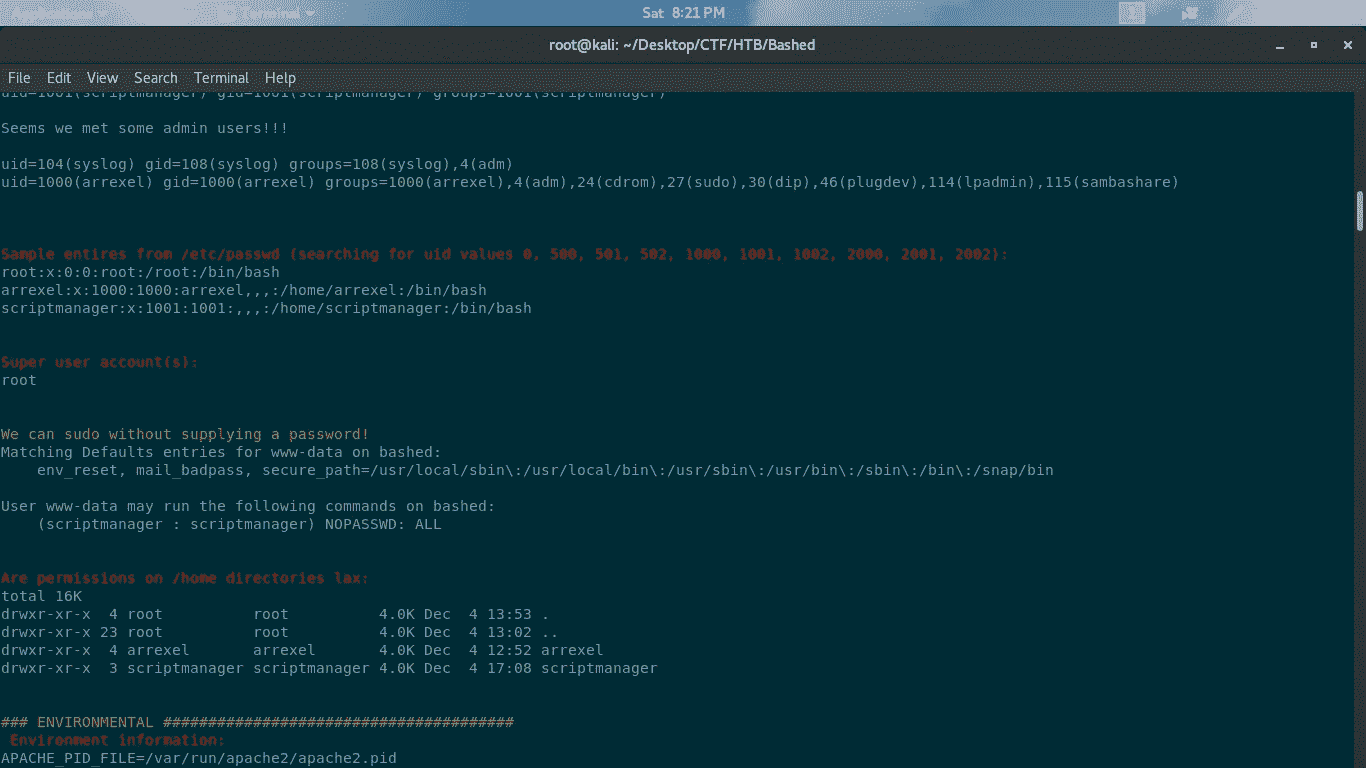 Terminal
Sat 8:21 PM
1
root@kali: ~/Desktop/CTF/HTB/Bashed
File Edit View Search Terminal Help
uid=1001(scriptmanager) gid=1001(scriptmanager) groups=1001(scriptmanager)
Seems we met some admin users!!!
uid=104(syslog) gid=108(syslog) groups=108(syslog),4(adm)
uid=1000(arrexel) gid=1000(arrexel) groups=1000(arrexel),4(adm),24(cdrom),27(sudo),30(dip),46(plugdev),114(lpadmin),115(sambashare)
Sample entires from /etc/passwd (searching for uid values 0, 500, 501, 502, 1000, 1001, 1002, 2000, 2001, 2002):
root:x:0:0:root:/root:/bin/bash
arrexel:x:1000:1000:arrexel,,,:/home/arrexel:/bin/bash
scriptmanager:x:1001:1001:,,,:/home/scriptmanager:/bin/bash
Super user account(s):
root
We can sudo without supplying a password!
Matching Defaults entries for www-data on bashed:
env_reset, mail_badpass, secure_path=/usr/local/sbin\:/usr/local/bin\:/usr/sbin\:/usr/bin\:/sbin\:/bin\:/snap/bin
User www-data may run the following commands on bashed:
(scriptmanager : scriptmanager) NOPASSWD: ALL
Are permissions on /home directories lax:
total 16K
drwxr-xr-x 4 root root 4.0K Dec 4 13:53 .
drwxr-xr-x 23 root root 4.0K Dec 4 13:02 ..
drwxr-xr-x 4 arrexel arrexel 4.0K Dec 4 12:52 arrexel
drwxr-xr-x 3 scriptmanager scriptmanager 4.0K Dec 4 17:08 scriptmanager
### ENVIRONMENTAL #######################################
Environment information:
APACHE_PID_FILE=/var/run/apache2/apache2.pid